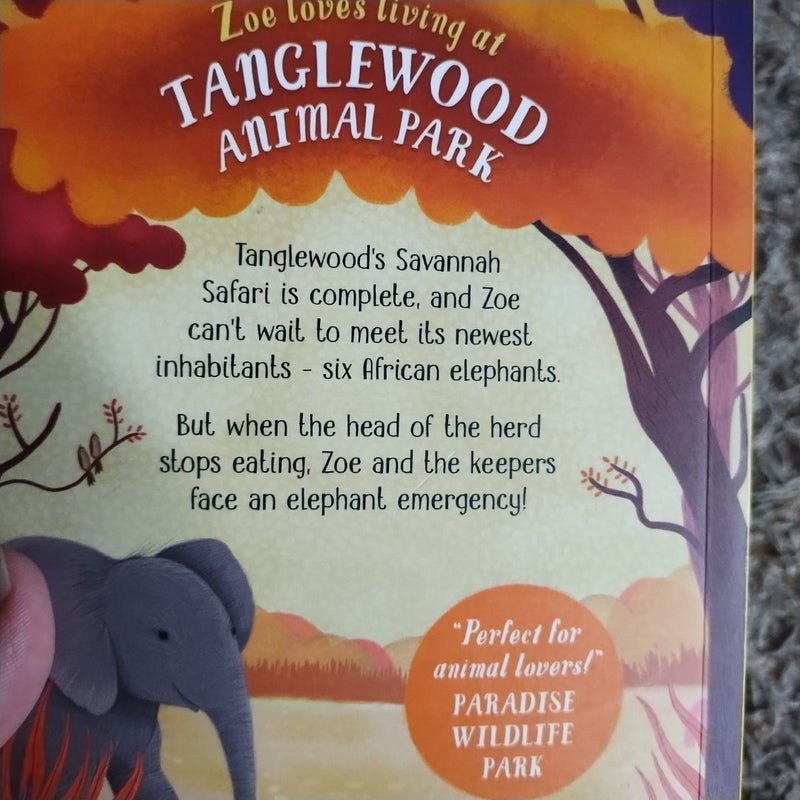 Zoe loves living at
TANGLEWOOD
ANIMAL PARK
Tanglewood's Savannah
Safari is complete, and Zoe
can't wait to meet its newest
inhabitants - six African elephants.
But when the head of the herd
stops eating, Zoe and the keepers
face an elephant emergency!
"Perfect for
animal lovers!"
PARADISE
WILDLIFE
PARK